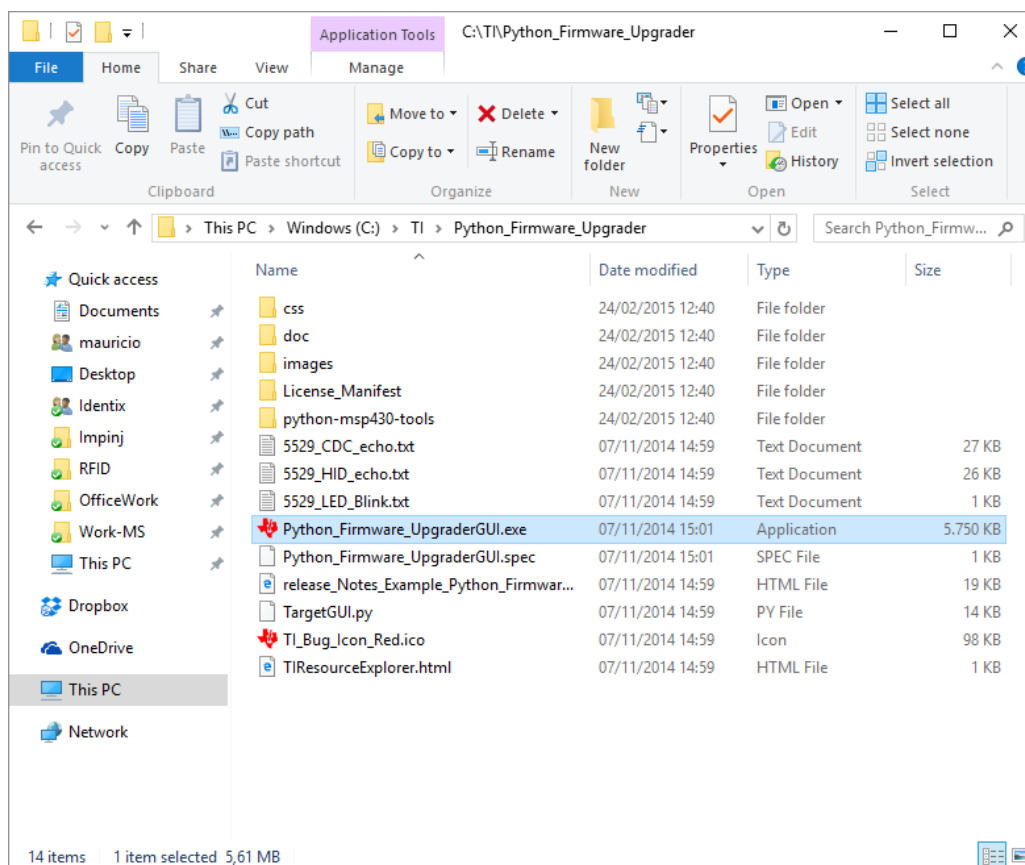 Application Tools C:\TI\Python_Firmware_Upgrader
File Home Share View Manage
Pin to Quick access
Copy
Paste
Cut
Copy path
Paste shortcut
Clipboard
Move to
Copy to
Delete
Rename
Organize
New folder
New
Properties
Open
Edit
History
Open
Select all
Select none
Invert selection
Select
This PC Windows (C:) TI Python_Firmware_Upgrader Search Python_Firmw...
Quick access
Documents
mauricio
Desktop
Identix
Impinj
RFID
OfficeWork
Work-MS
This PC
Dropbox
OneDrive
This PC
Network
Name Date modified Type Size
css 24/02/2015 12:40 File folder
doc 24/02/2015 12:40 File folder
images 24/02/2015 12:40 File folder
License_Manifest 24/02/2015 12:40 File folder
python-msp430-tools 24/02/2015 12:40 File folder
5529_CDC_echo.txt 07/11/2014 14:59 Text Document 27 KB
5529_HID_echo.txt 07/11/2014 14:59 Text Document 26 KB
5529_LED_Blink.txt 07/11/2014 14:59 Text Document 1 KB
Python_Firmware_UpgraderGUI.exe 07/11/2014 15:01 Application 5.750 KB
Python_Firmware_UpgraderGUI.spec 07/11/2014 15:01 SPEC File 1 KB
release_Notes_Example_Python_Firmwar... 07/11/2014 14:59 HTML File 19 KB
TargetGUI.py 07/11/2014 14:59 PY File 14 KB
TI_Bug_Icon_Red.ico 07/11/2014 14:59 Icon 98 KB
TIResourceExplorer.html 07/11/2014 14:59 HTML File 1 KB
14 items 1 item selected 5,61 MB